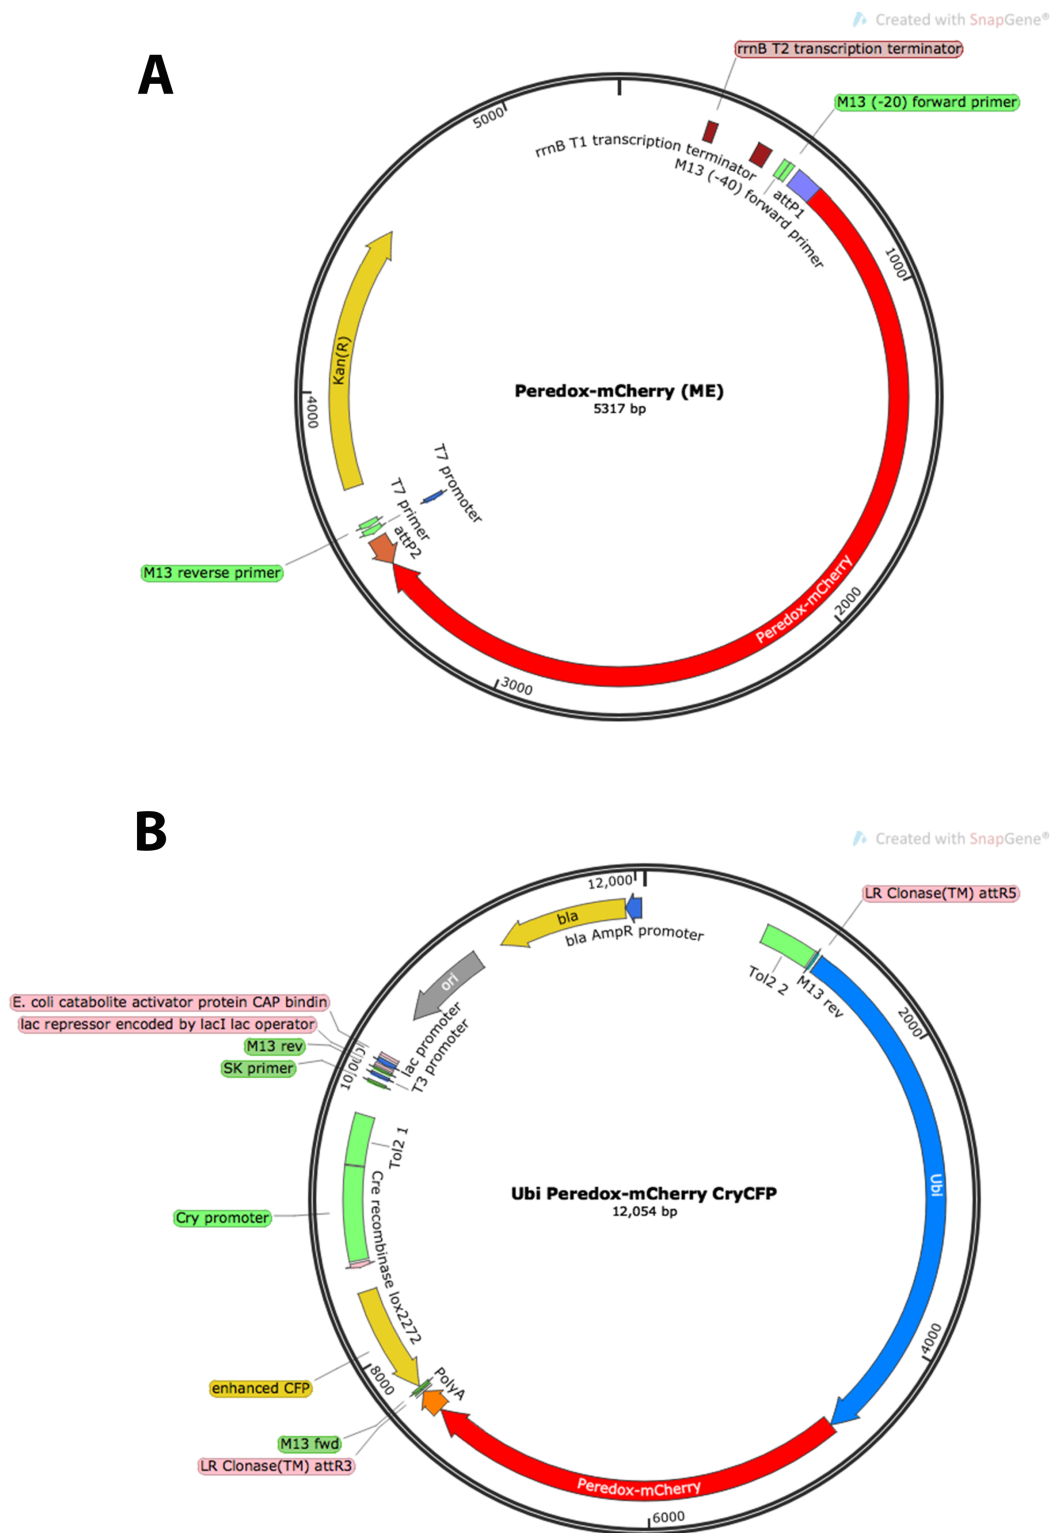 Created with SnapGene®
A
rrnB T2 transcription terminator
M13 (-20) forward primer
5000
rrnB T1 transcription terminator
M13 (-40) forward primer
attP1
1000
Kan(R)
Peredox-mCherry (ME)
5317 bp
4000
T7 promoter
T7 primer
attP2
M13 reverse primer
Peredox-mCherry
2000
3000
B
Created with SnapGene®
12,000
LR Clonase(TM) attR5
bla
bla AmpR promoter
ori
Tol2 2
M13 rev
E. coli catabolite activator protein CAP bindin
lac repressor encoded by lacI lac operator
M13 rev
SK primer
lac promoter
T3 promoter
10,000
2000
Tol2 1
Ubi
Ubi Peredox-mCherry CryCFP
12,054 bp
Cry promoter
Cre recombinase lox2272
4000
enhanced CFP
8000
PolyA
M13 fwd
LR Clonase(TM) attR3
Peredox-mCherry
6000